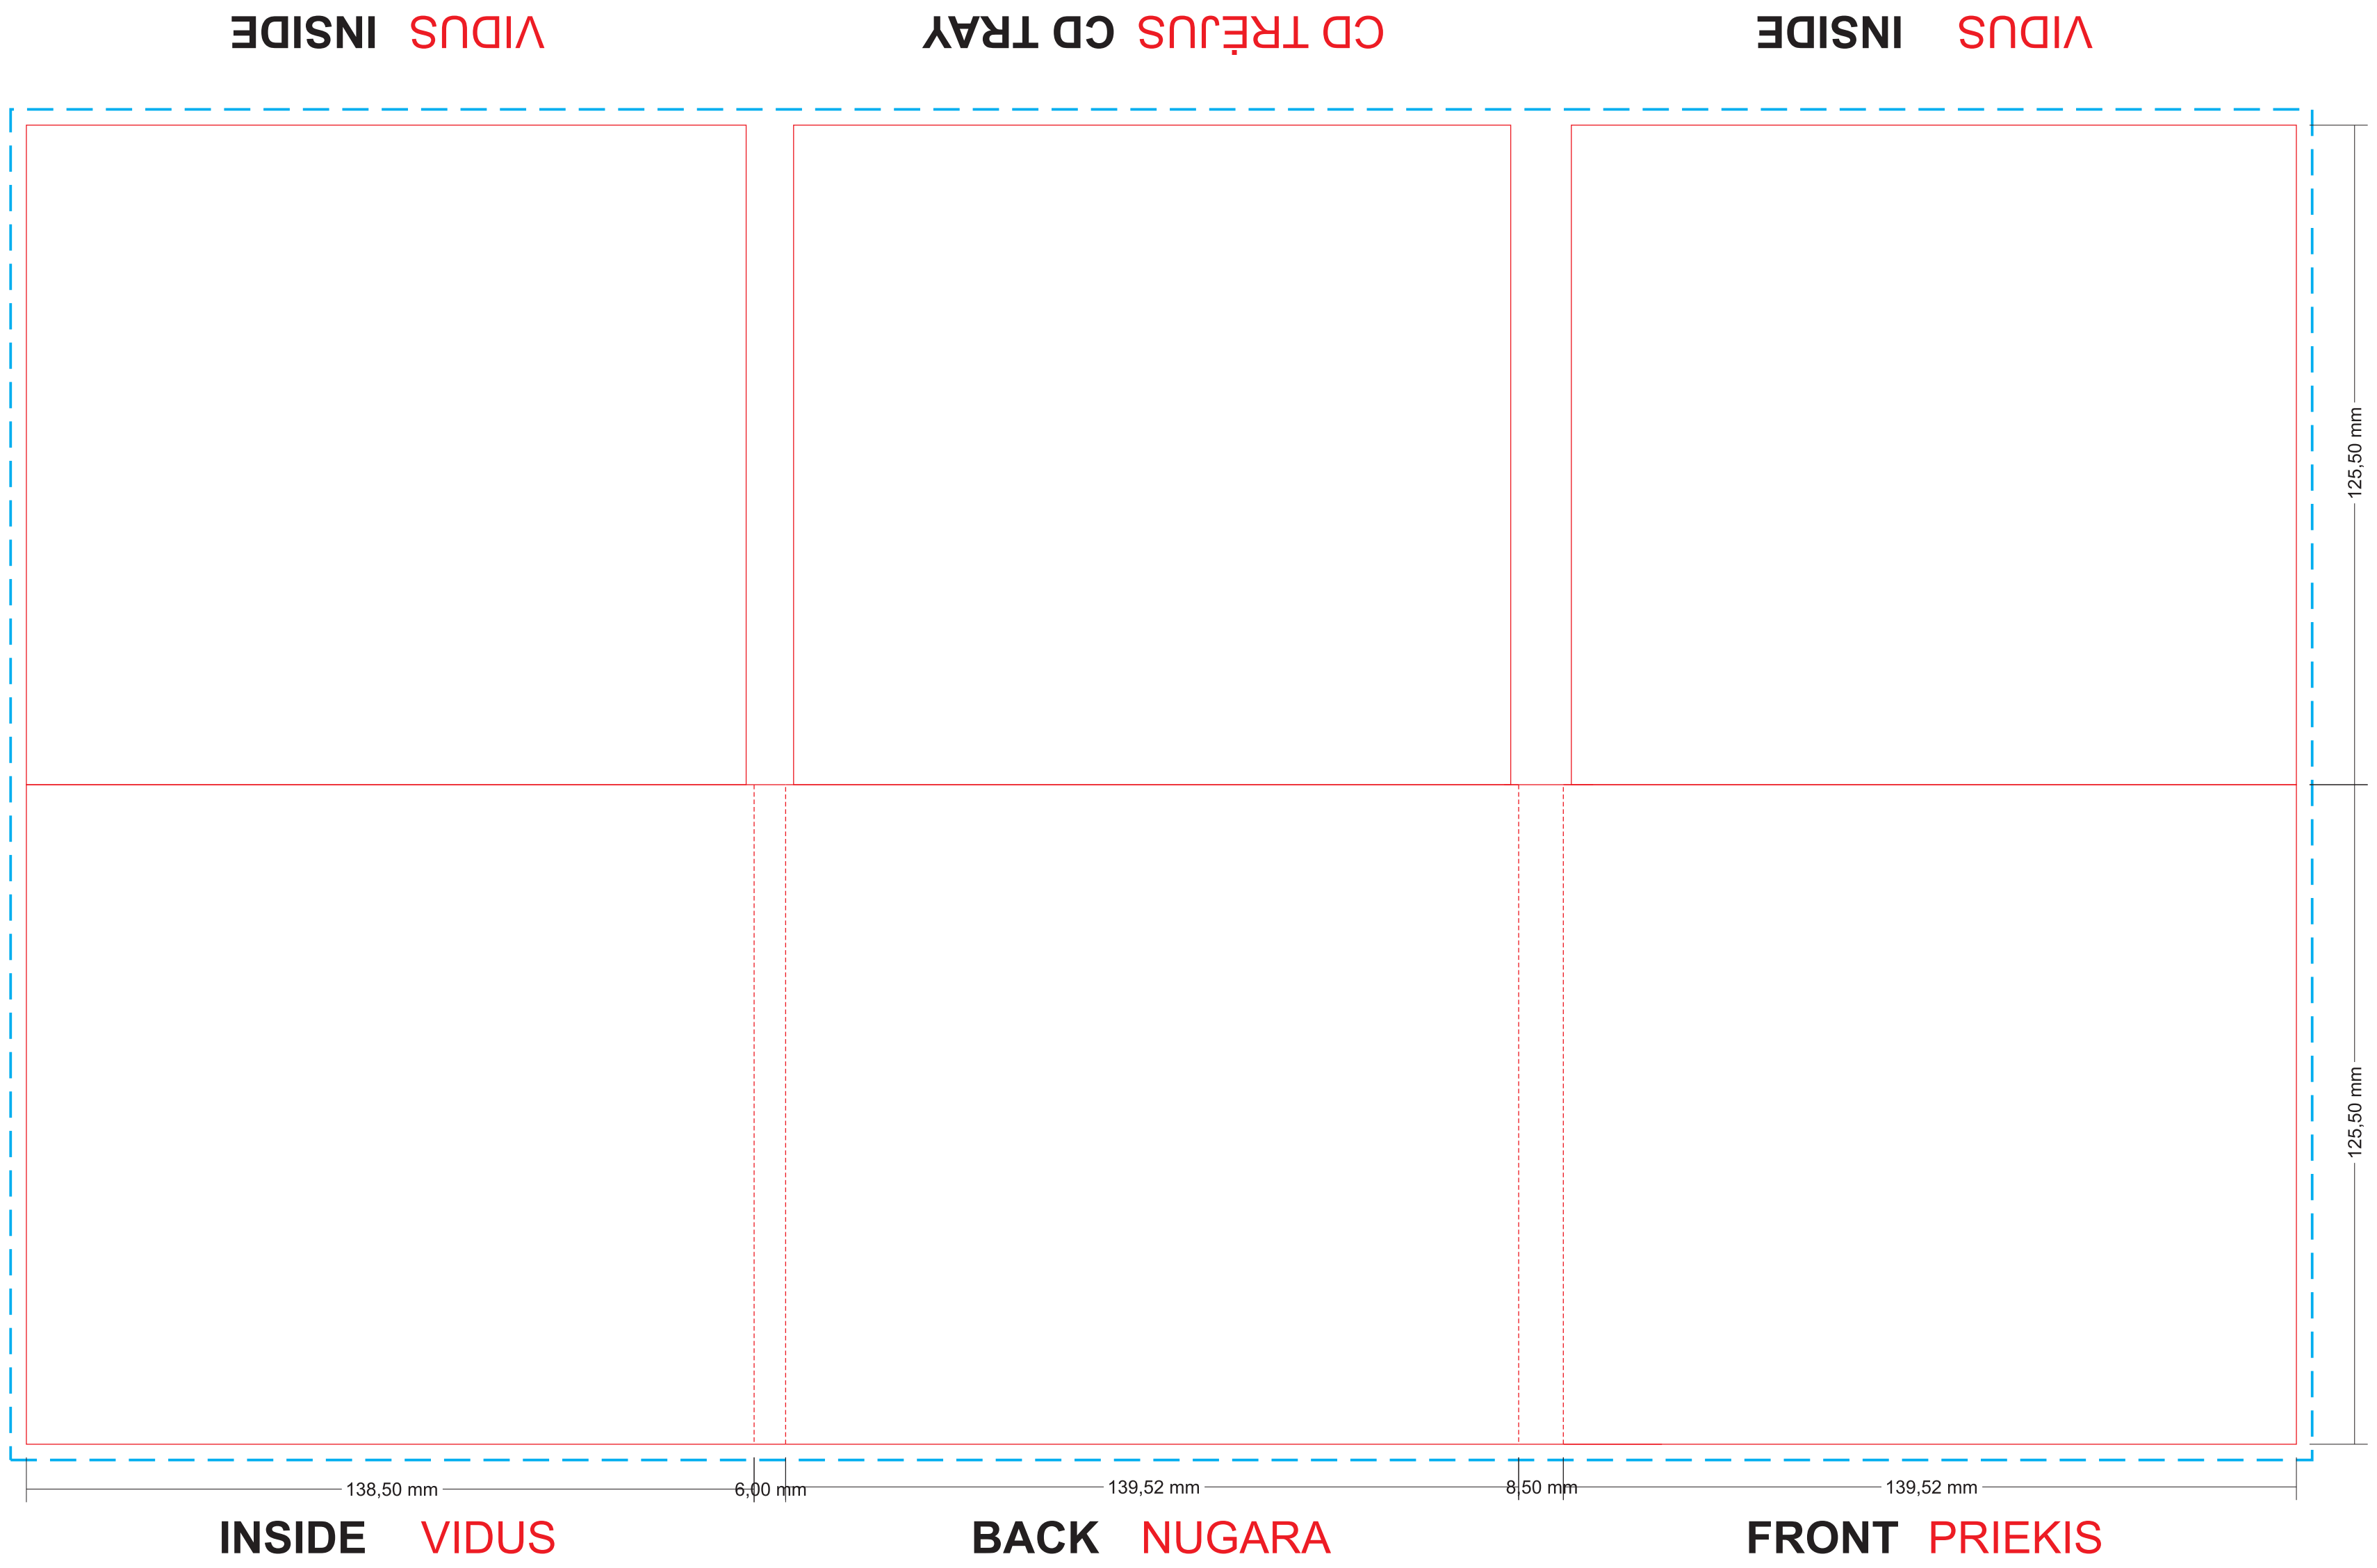 INSIDE VIDUS
CD TRAY CD TRĖJUS
INSIDE VIDUS
125,50 mm
125,50 mm
138,50 mm 6,00 mm 139,52 mm 8,50 mm 139,52 mm
INSIDE VIDUS BACK NUGARA FRONT PRIEKIS